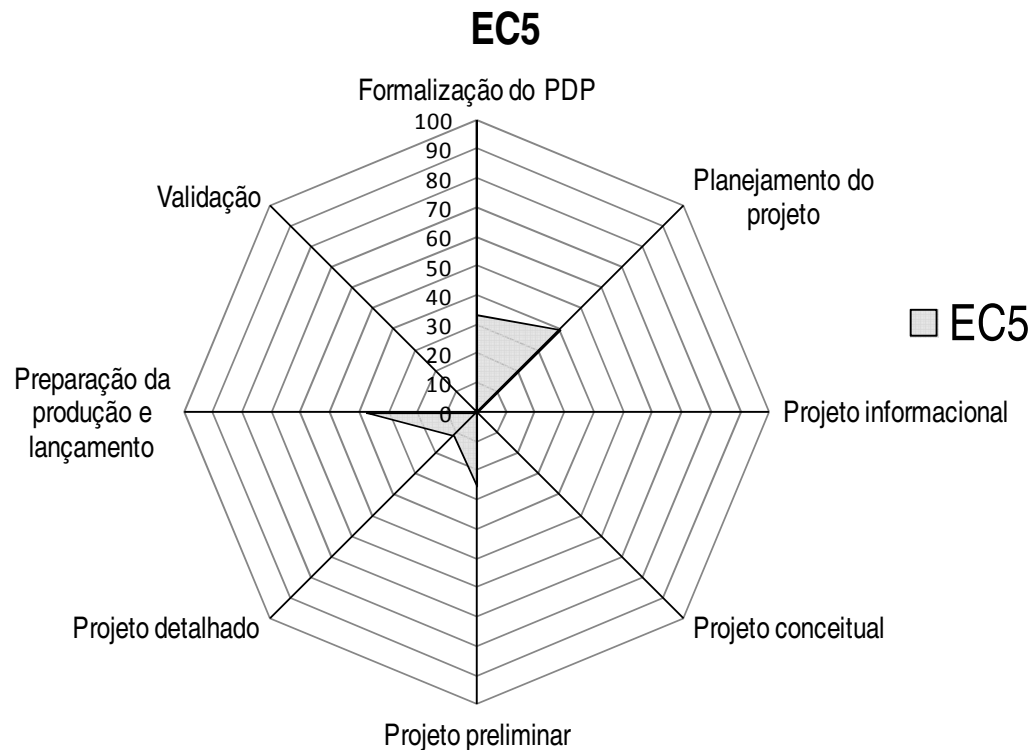 EC5
Formalização do PDP
100
90
80
70
60
50
40
30
20
10
0
Planejamento do
projeto
Validação
EC5
Preparação da
produção e
lançamento
Projeto informacional
Projeto detalhado
Projeto conceitual
Projeto preliminar